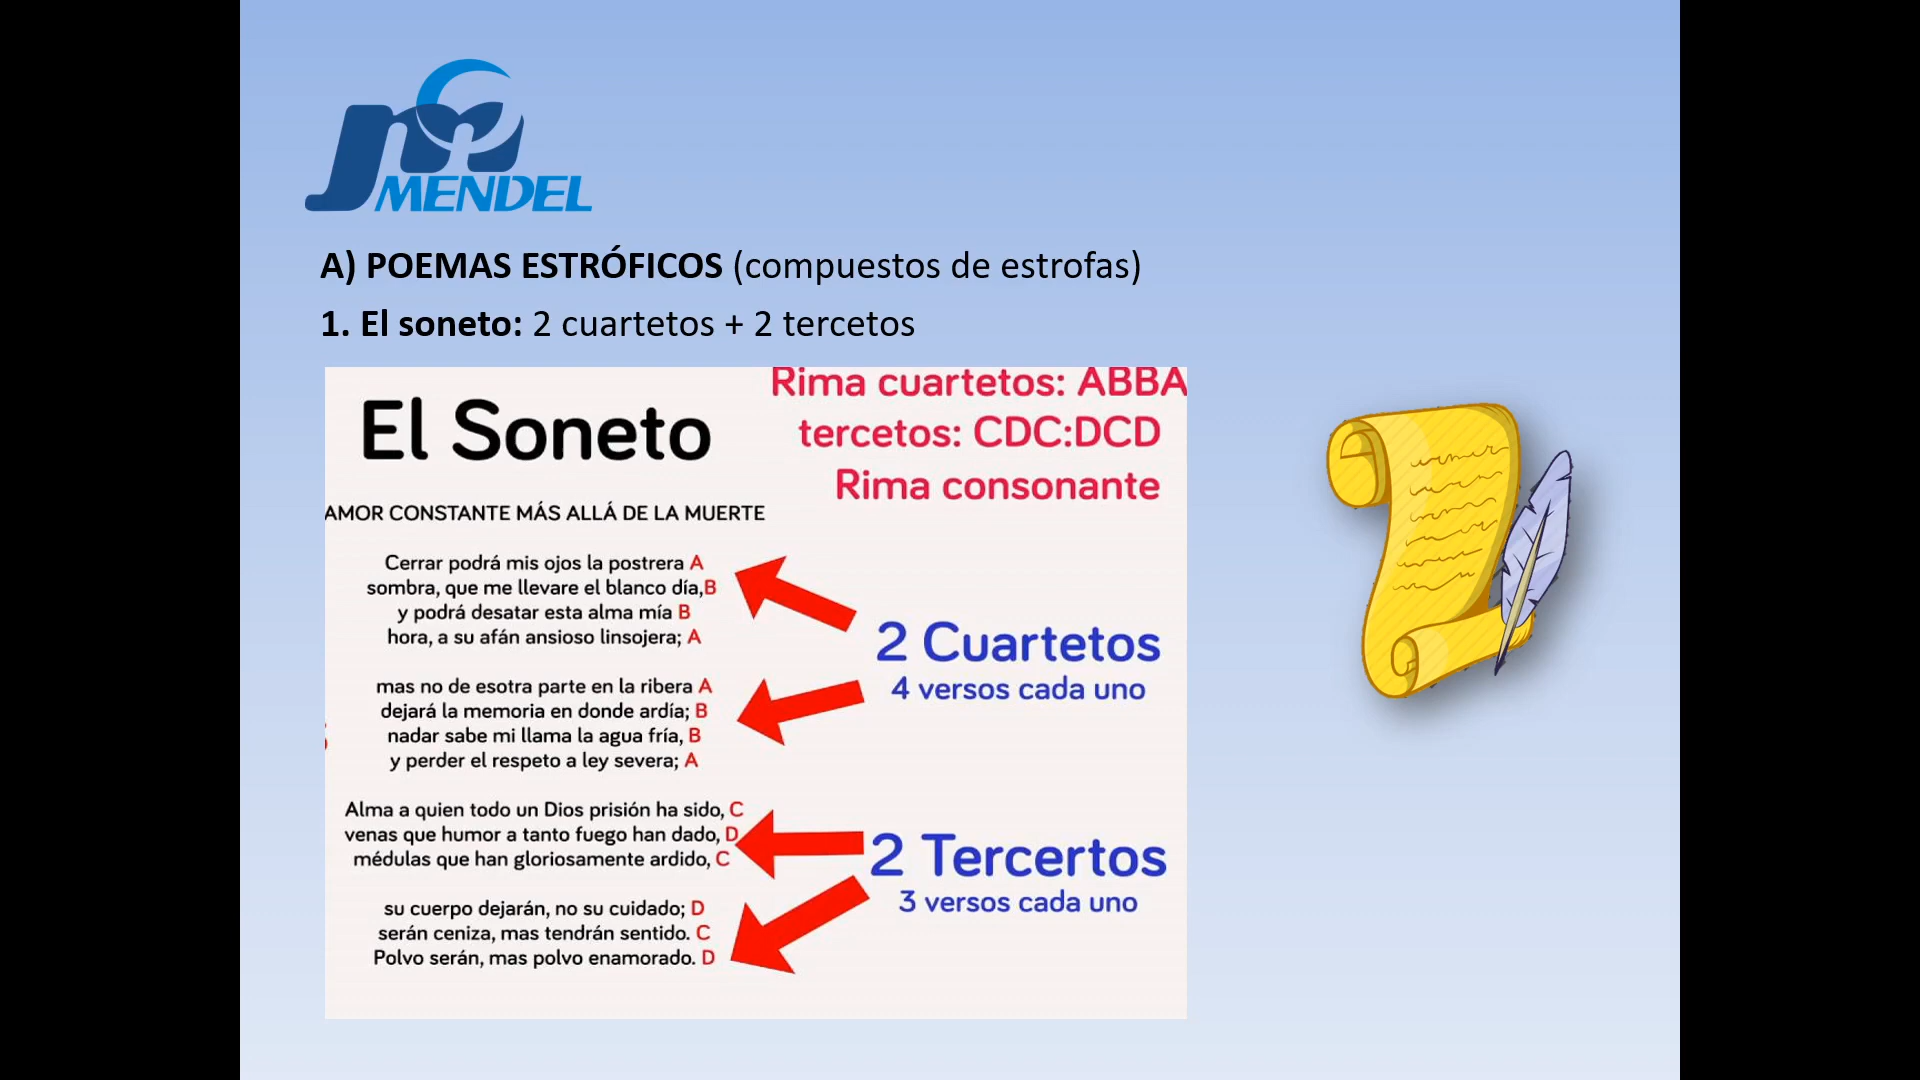 MENDEL
A) POEMAS ESTRÓFICOS (compuestos de estrofas)
1. El soneto: 2 cuartetos + 2 tercetos
El Soneto
Rima cuartetos: ABBA
tercetos: CDC:DCD
Rima consonante
AMOR CONSTANTE MÁS ALLÁ DE LA MUERTE
Cerrar podrá mis ojos la postrera A
sombra, que me llevare el blanco día,B
y podrá desatar esta alma mía B
hora, a su afán ansioso linsojera; A
mas no de esotra parte en la ribera A
dejará la memoria en donde ardía; B
nadar sabe mi llama la agua fría, B
y perder el respeto a ley severa; A
2 Cuartetos
4 versos cada uno
Alma a quien todo un Dios prisión ha sido, C
venas que humor a tanto fuego han dado, D
médulas que han gloriosamente ardido, C
su cuerpo dejarán, no su cuidado; D
serán ceniza, mas tendrán sentido. C
Polvo serán, mas polvo enamorado. D
2 Tercertos
3 versos cada uno